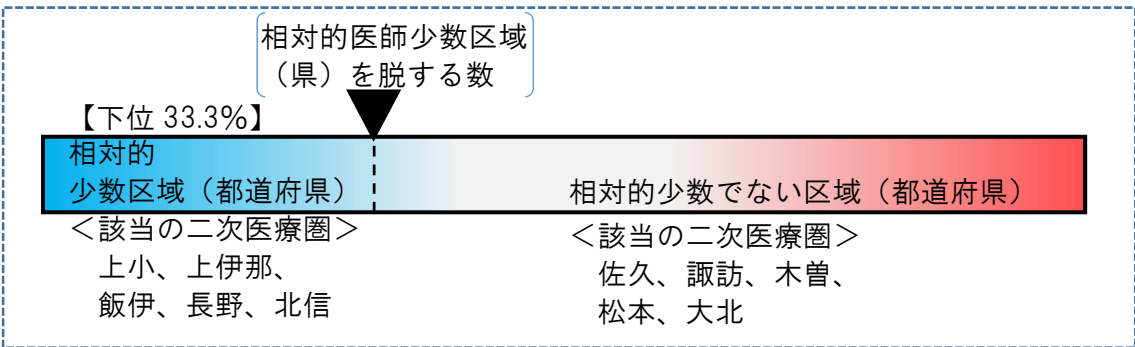 相対的医師少数区域
（県）を脱する数
【下位 33.3%】
相対的
少数区域（都道府県）
相対的少数でない区域（都道府県）
＜該当の二次医療圏＞
上小、上伊那、
飯伊、長野、北信
＜該当の二次医療圏＞
佐久、諏訪、木曽、
松本、大北